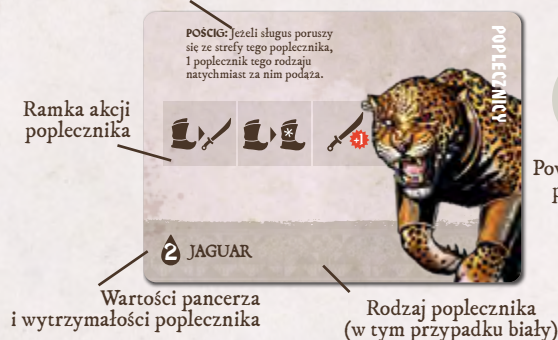 POŚCIG: Jeżeli sługus poruszy
się ze strefy tego poplecznika,
1 poplecznik tego rodzaju
natychmiast za nim podąża.
POPLECZNICY
Ramka akcji
poplecznika
+1
2 JAGUAR
Wartości pancerza
i wytrzymałości poplecznika
Rodzaj poplecznika
(w tym przypadku biały)